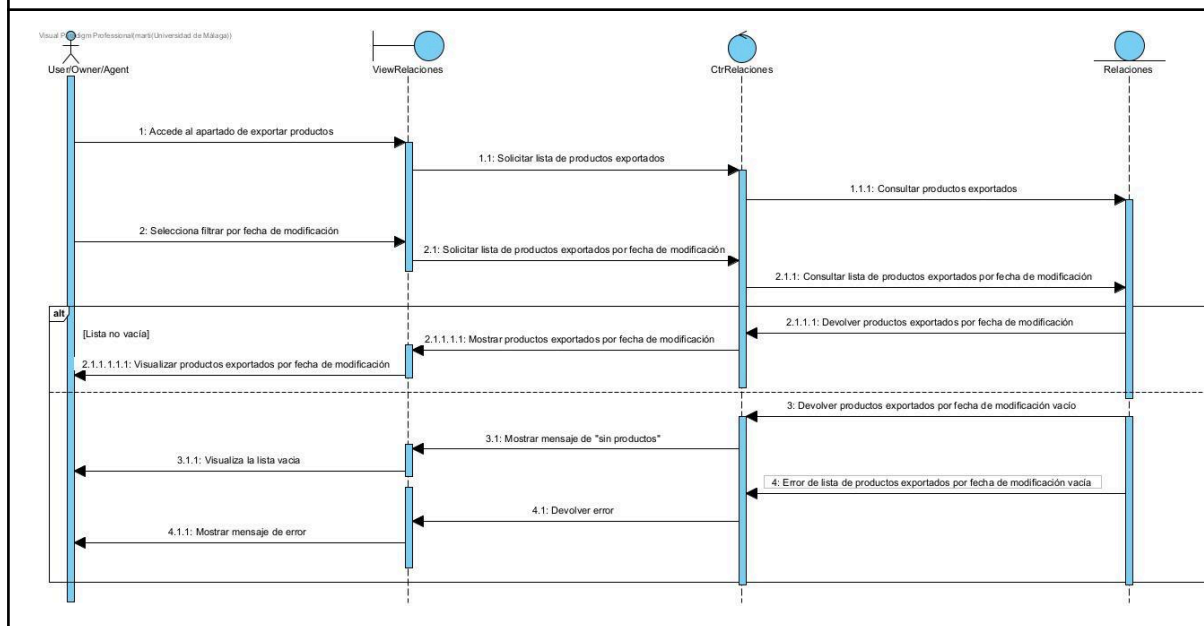 Visual Paradigm Professional(marti(Universidad de Málaga))
User/Owner/Agent
ViewRelaciones
CtrRelaciones
Relaciones
1: Accede al apartado de exportar productos
1.1: Solicitar lista de productos exportados
1.1.1: Consultar productos exportados
2: Selecciona filtrar por fecha de modificación
2.1: Solicitar lista de productos exportados por fecha de modificación
2.1.1: Consultar lista de productos exportados por fecha de modificación
alt
[Lista no vacía]
2.1.1.1: Devolver productos exportados por fecha de modificación
2.1.1.1.1: Mostrar productos exportados por fecha de modificación
2.1.1.1.1.1: Visualizar productos exportados por fecha de modificación
3: Devolver productos exportados por fecha de modificación vacío
3.1: Mostrar mensaje de "sin productos"
3.1.1: Visualiza la lista vacia
4: Error de lista de productos exportados por fecha de modificación vacía
4.1: Devolver error
4.1.1: Mostrar mensaje de error